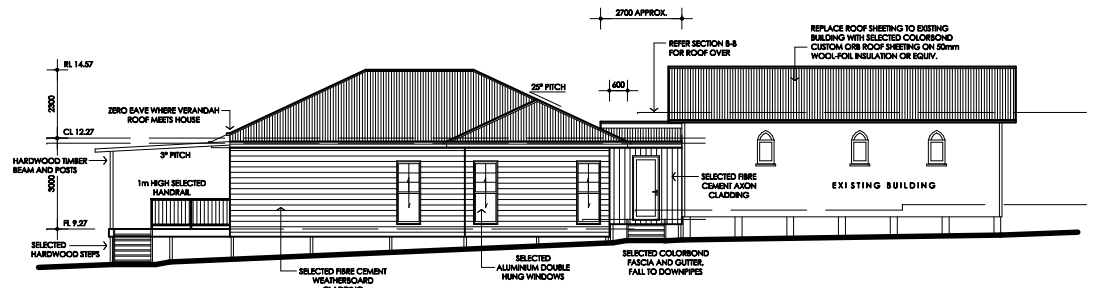 2700 APPROX.
REPLACE ROOF SHEETING TO EXISTING
BUILDING WITH SELECTED COLORBOND
CUSTOM ORB ROOF SHEETING ON 50mm
WOOL-FOIL INSULATION OR EQUIV.
REFER SECTION B-B
FOR ROOF OVER
RL 14.57
2300
25° PITCH
600
ZERO EAVE WHERE VERANDAH
ROOF MEETS HOUSE
CL 12.27
3° PITCH
HARDWOOD TIMBER
BEAM AND POSTS
3000
1m HIGH SELECTED
HANDRAIL
SELECTED FIBRE
CEMENT AXON
CLADDING
EXISTING BUILDING
FL 9.27
SELECTED
HARDWOOD STEPS
SELECTED FIBRE CEMENT
WEATHERBOARD
CLADDING
SELECTED
ALUMINIUM DOUBLE
HUNG WINDOWS
SELECTED COLORBOND
FASCIA AND GUTTER,
FALL TO DOWNPIPES